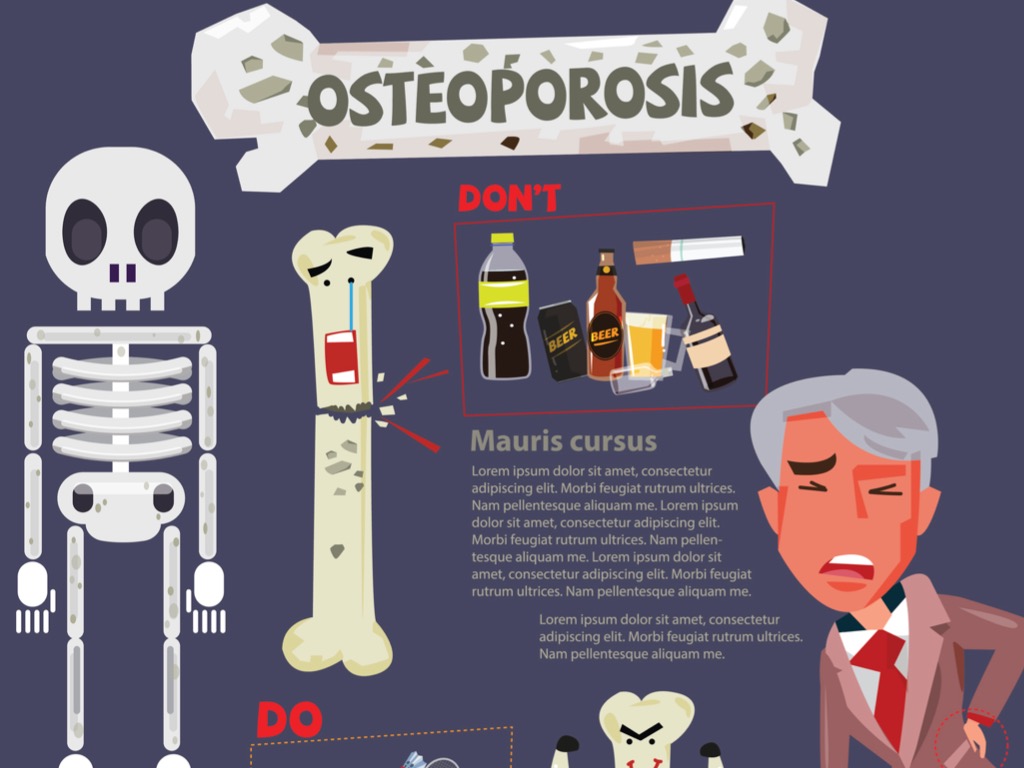 OSTEOPOROSIS
DON'T
BEER
BEER
Mauris cursus
Lorem ipsum dolor sit amet, consectetur
adipiscing elit. Morbi feugiat rutrum ultrices.
Nam pellentesque aliquam me. Lorem ipsum
dolor sit amet, consectetur adipiscing elit.
Morbi feugiat rutrum ultrices. Nam pellen-
tesque aliquam me. Lorem ipsum dolor sit
amet, consectetur adipiscing elit. Morbi feugiat
rutrum ultrices. Nam pellentesque aliquam me.
Lorem ipsum dolor sit amet, consectetur
adipiscing elit. Morbi feugiat rutrum ultrices.
Nam pellentesque aliquam me.
DO